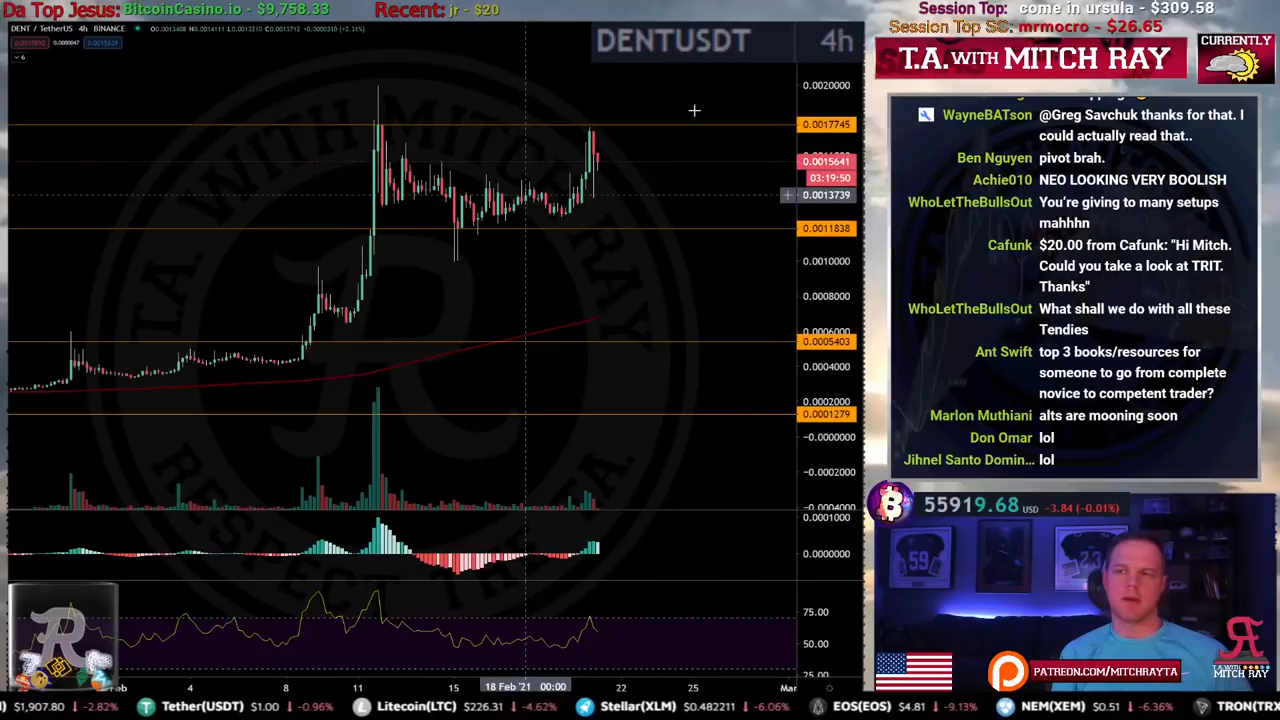 Da Top Jesus: BitcoinCasino.io - $9,758.33
Recent: jr - $20
Session Top: come in ursula - $309.58
Session Top SC: mrmocro - $26.65
DENT / TetherUS · 4h · BINANCE
DENTUSDT 4h
T.A. WITH MITCH RAY
CURRENTLY
0.0020000
0.0017745
0.0015641
03:19:50
0.0013739
0.0011838
0.0010000
0.0008000
0.0006000
0.0005403
0.0004000
0.0002000
0.0001279
-0.0000000
-0.0002000
-0.0004000
0.0001000
0.0000000
75.00
50.00
25.00
4
8
11
15
18 Feb '21 00:00
22
25
Mar
WayneBATson @Greg Savchuk thanks for that. I
could actually read that..
Ben Nguyen pivot brah.
Achie010 NEO LOOKING VERY BOOLISH
WhoLetTheBullsOut You're giving to many setups
mahhhn
Cafunk $20.00 from Cafunk: "Hi Mitch.
Could you take a look at TRIT.
Thanks"
WhoLetTheBullsOut What shall we do with all these
Tendies
Ant Swift top 3 books/resources for
someone to go from complete
novice to competent trader?
Marlon Muthiani alts are mooning soon
Don Omar lol
Jihnel Santo Domin... lol
55919.68 USD -3.84 (-0.01%)
59
23
PATREON.COM/MITCHRAYTA
T.A. WITH
MITCH RAY
$1,907.80 -2.82% Tether(USDT) $1.00 -0.96% Litecoin(LTC) $226.31 -4.62% Stellar(XLM) $0.482211 -6.06% EOS(EOS) $4.81 -9.13% NEM(XEM) $0.51 -6.36% TRON(TRX